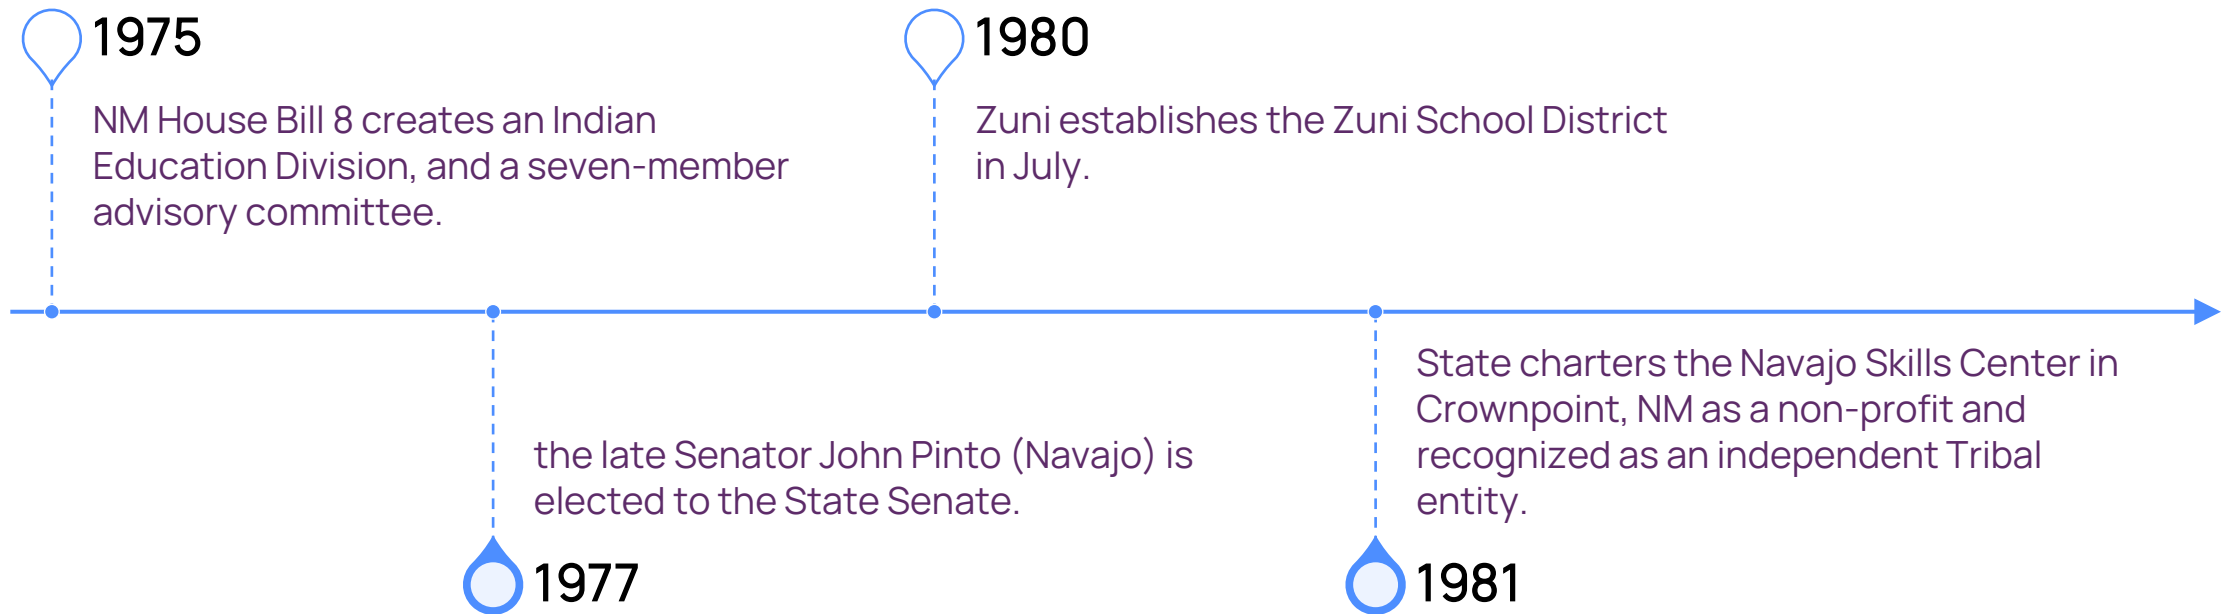 1975
NM House Bill 8 creates an Indian
Education Division, and a seven-member
advisory committee.
the late Senator John Pinto (Navajo) is
elected to the State Senate.
1977
1980
Zuni establishes the Zuni School District
in July.
State charters the Navajo Skills Center in
Crownpoint, NM as a non-profit and
recognized as an independent Tribal
entity.
1981